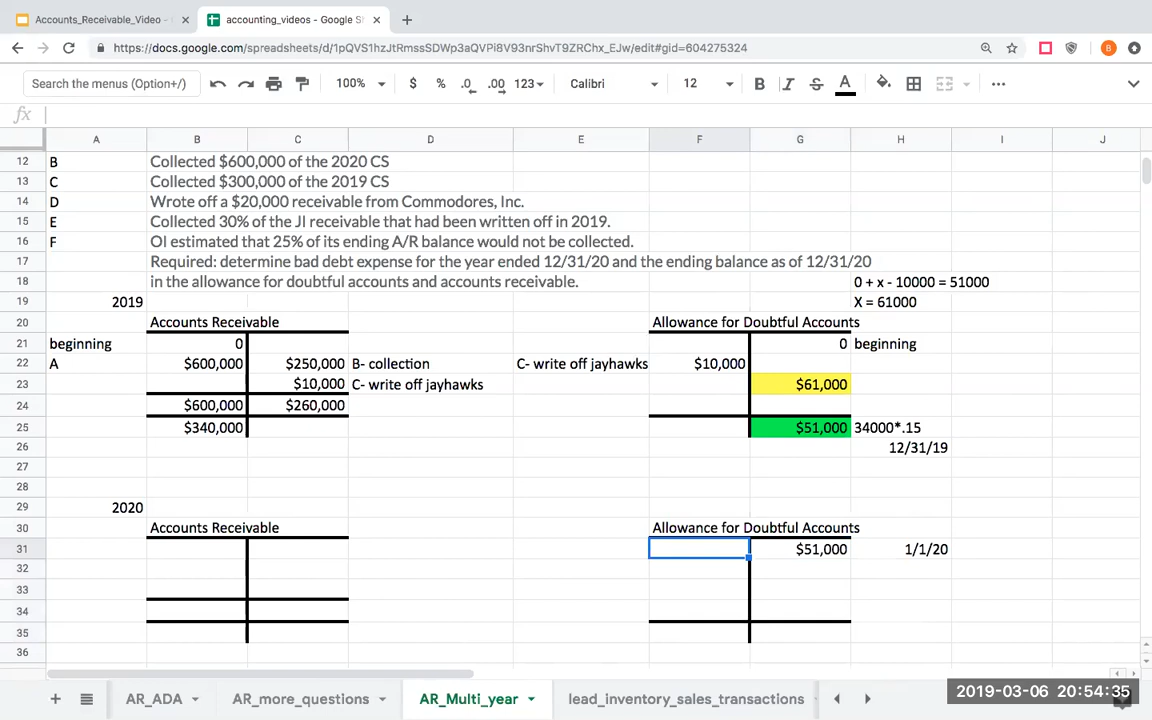 Accounts_Receivable_Video -
accounting_videos - Google S
https://docs.google.com/spreadsheets/d/1pQVS1hzJtRmssSDWp3aQVPi8V93nrShvT9ZRChx_EJw/edit#gid=604275324
B
Search the menus (Option+/) 100% $ % .0 .00 123 Calibri 12 B I S A
fx
A B C D E F G H I J
12 B Collected $600,000 of the 2020 CS
13 C Collected $300,000 of the 2019 CS
14 D Wrote off a $20,000 receivable from Commodores, Inc.
15 E Collected 30% of the JI receivable that had been written off in 2019.
16 F OI estimated that 25% of its ending A/R balance would not be collected.
17 Required: determine bad debt expense for the year ended 12/31/20 and the ending balance as of 12/31/20
18 in the allowance for doubtful accounts and accounts receivable. 0 + x - 10000 = 51000
19 2019 X = 61000
20 Accounts Receivable Allowance for Doubtful Accounts
21 beginning 0 0 beginning
22 A $600,000 $250,000 B- collection C- write off jayhawks $10,000
23 $10,000 C- write off jayhawks $61,000
24 $600,000 $260,000
25 $340,000 $51,000 34000*.15
26 12/31/19
27
28
29 2020
30 Accounts Receivable Allowance for Doubtful Accounts
31 $51,000 1/1/20
32
33
34
35
36
AR_ADA AR_more_questions AR_Multi_year lead_inventory_sales_transactions
2019-03-06 20:54:35